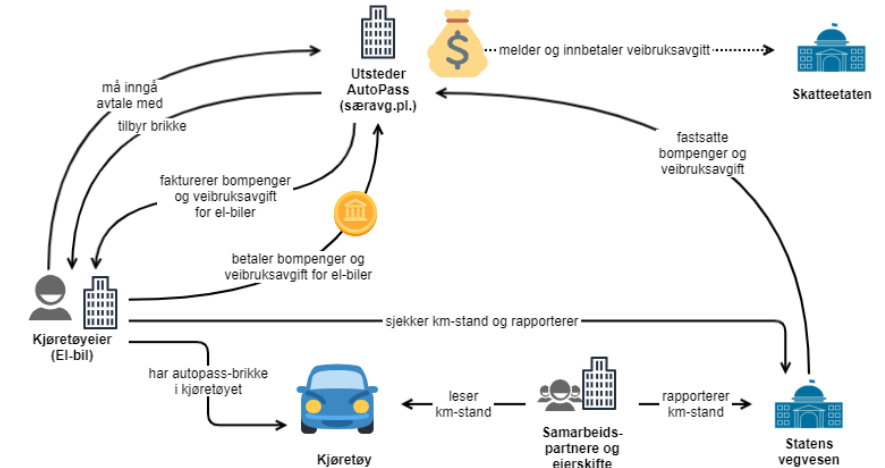 melder og innbetaler veibruksavgitt
Utsteder
AutoPass
(særavg.pl.)
Skatteetaten
må inngå
avtale med
tilbyr brikke
fastsatte
bompenger og
veibruksavgift
fakturerer bompenger
og veibruksavgift
for el-biler
betaler bompenger og
veibruksavgift for el-biler
Kjøretøyeier
(El-bil)
sjekker km-stand og rapporterer
har autopass-brikke
i kjøretøyet
leser
km-stand
rapporterer
km-stand
Kjøretøy
Samarbeids-
partnere og
eierskifte
Statens
vegvesen